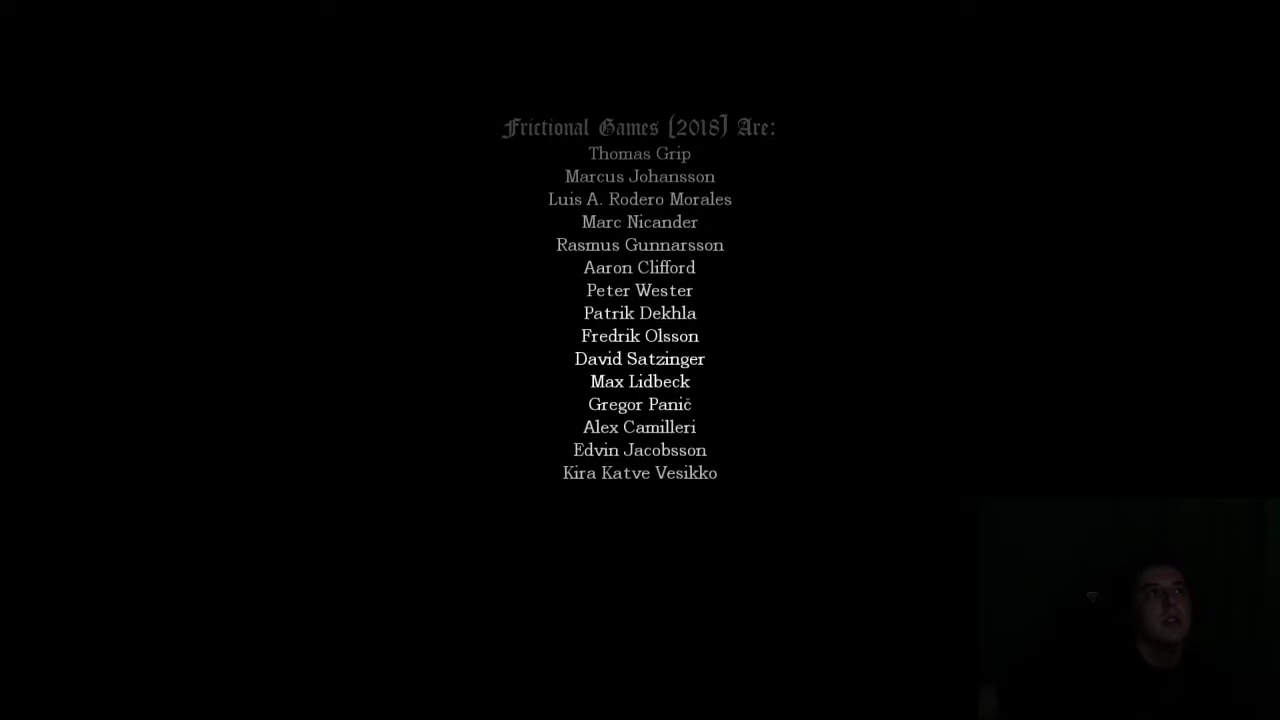 Frictional Games [2018] Are:
Thomas Grip
Marcus Johansson
Luis A. Rodero Morales
Marc Nicander
Rasmus Gunnarsson
Aaron Clifford
Peter Wester
Patrik Dekhla
Fredrik Olsson
David Satzinger
Max Lidbeck
Gregor Panič
Alex Camilleri
Edvin Jacobsson
Kira Katve Vesikko